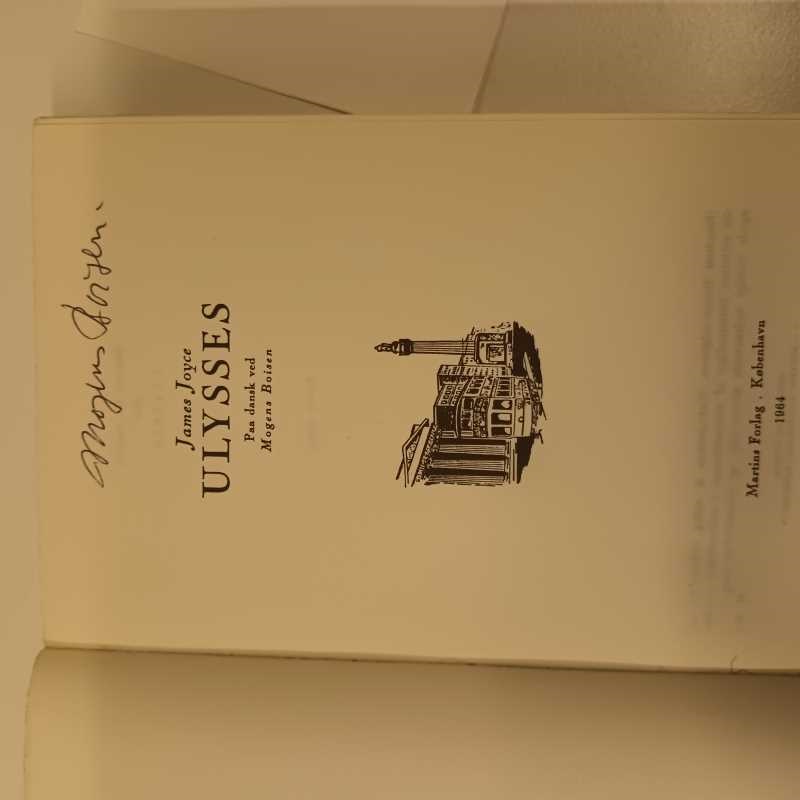 Mogens Boisen.
James Joyce
ULYSSES
Paa dansk ved
Mogens Boisen
Martins Forlag . København
1964